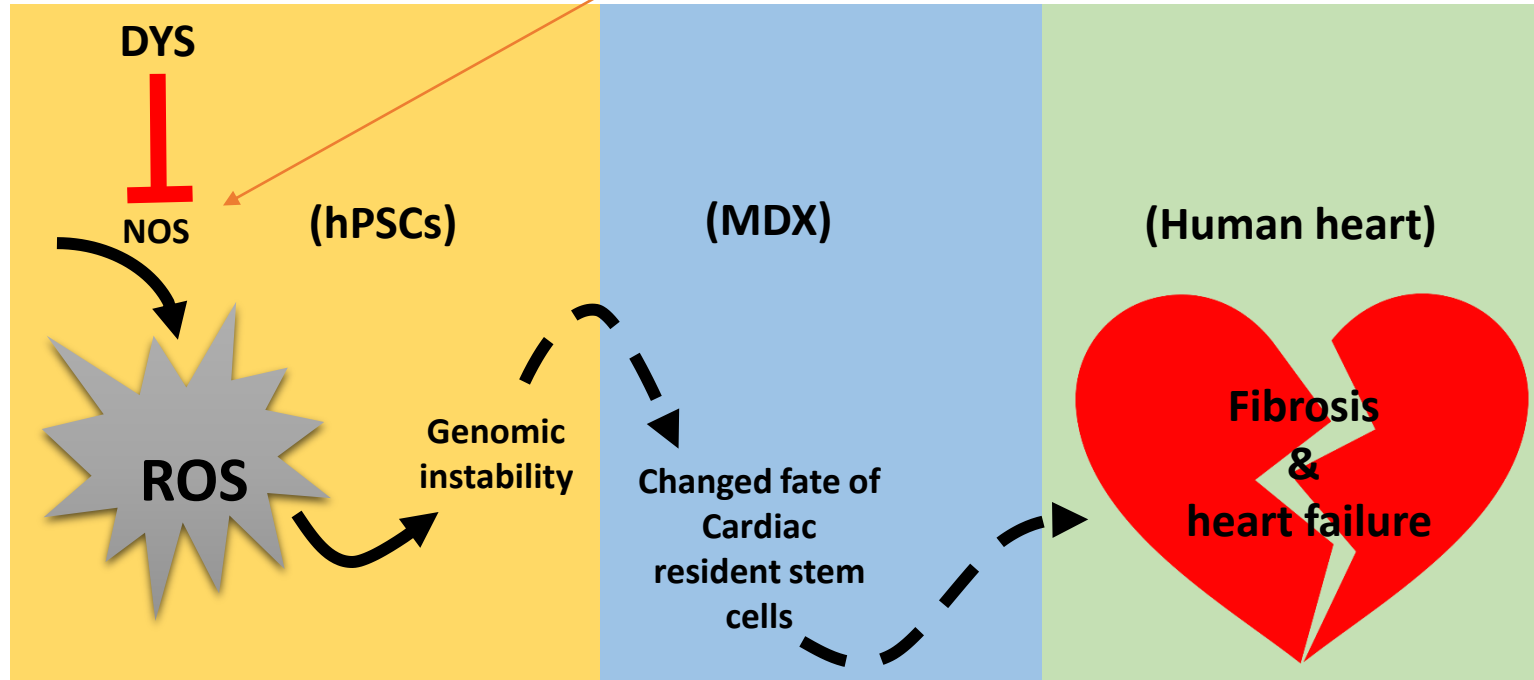 DYS
NOS
(hPSCs)
ROS
Genomic
instability
(MDX)
Changed fate of
Cardiac
resident stem
cells
(Human heart)
Fibrosis
&
heart failure